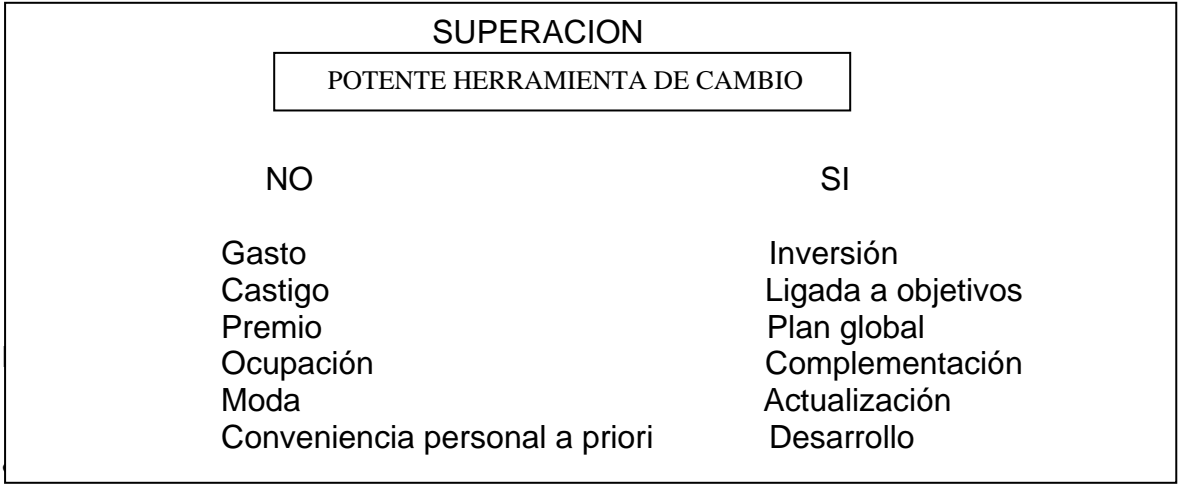 SUPERACION
POTENTE HERRAMIENTA DE CAMBIO
NO SI
Gasto Inversión
Castigo Ligada a objetivos
Premio Plan global
Ocupación Complementación
Moda Actualización
Conveniencia personal a priori Desarrollo